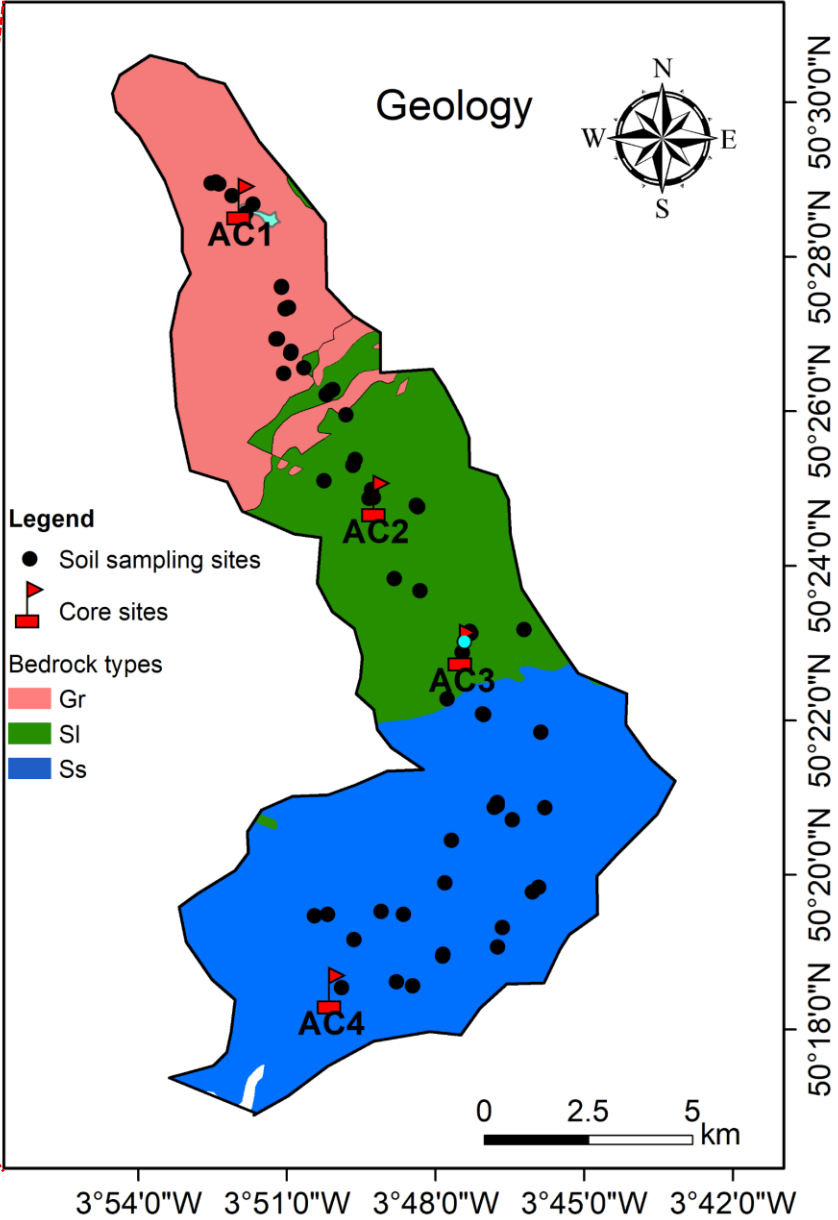 Geology
N
W E
S
50°30'0"N
50°28'0"N
50°26'0"N
50°24'0"N
50°22'0"N
50°20'0"N
50°18'0"N
AC1
AC2
AC3
AC4
Legend
Soil sampling sites
Core sites
Bedrock types
Gr
Sl
Ss
0 2.5 5
km
3°54'0"W 3°51'0"W 3°48'0"W 3°45'0"W 3°42'0"W